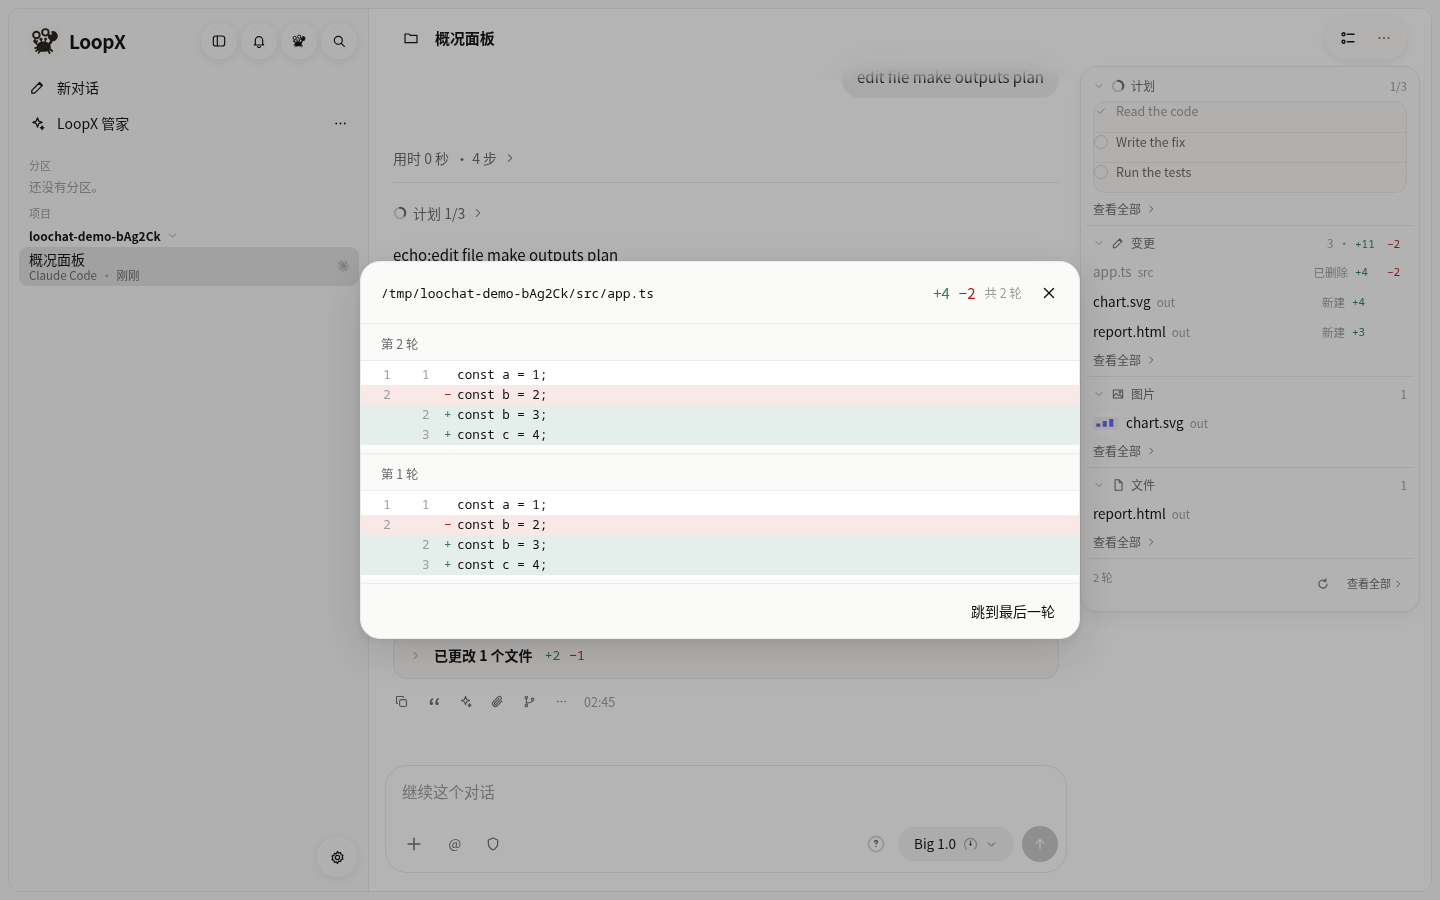 LoopX
新对话
LoopX 管家
分区
还没有分区。
项目
loochat-demo-bAg2Ck
概况面板
Claude Code · 刚刚
概况面板
edit file make outputs plan
用时 0 秒 · 4 步
计划 1/3
echo:edit file make outputs plan
/tmp/loochat-demo-bAg2Ck/src/app.ts +4 −2 共 2 轮
第 2 轮
1 1 const a = 1;
2 − const b = 2;
2 + const b = 3;
3 + const c = 4;
第 1 轮
1 1 const a = 1;
2 − const b = 2;
2 + const b = 3;
3 + const c = 4;
跳到最后一轮
已更改 1 个文件 +2 −1
02:45
继续这个对话
@
Big 1.0
计划 1/3
Read the code
Write the fix
Run the tests
查看全部
变更 3 · +11 −2
app.ts src 已删除 +4 −2
chart.svg out 新建 +4
report.html out 新建 +3
查看全部
图片 1
chart.svg out
查看全部
文件 1
report.html out
查看全部
2 轮 查看全部